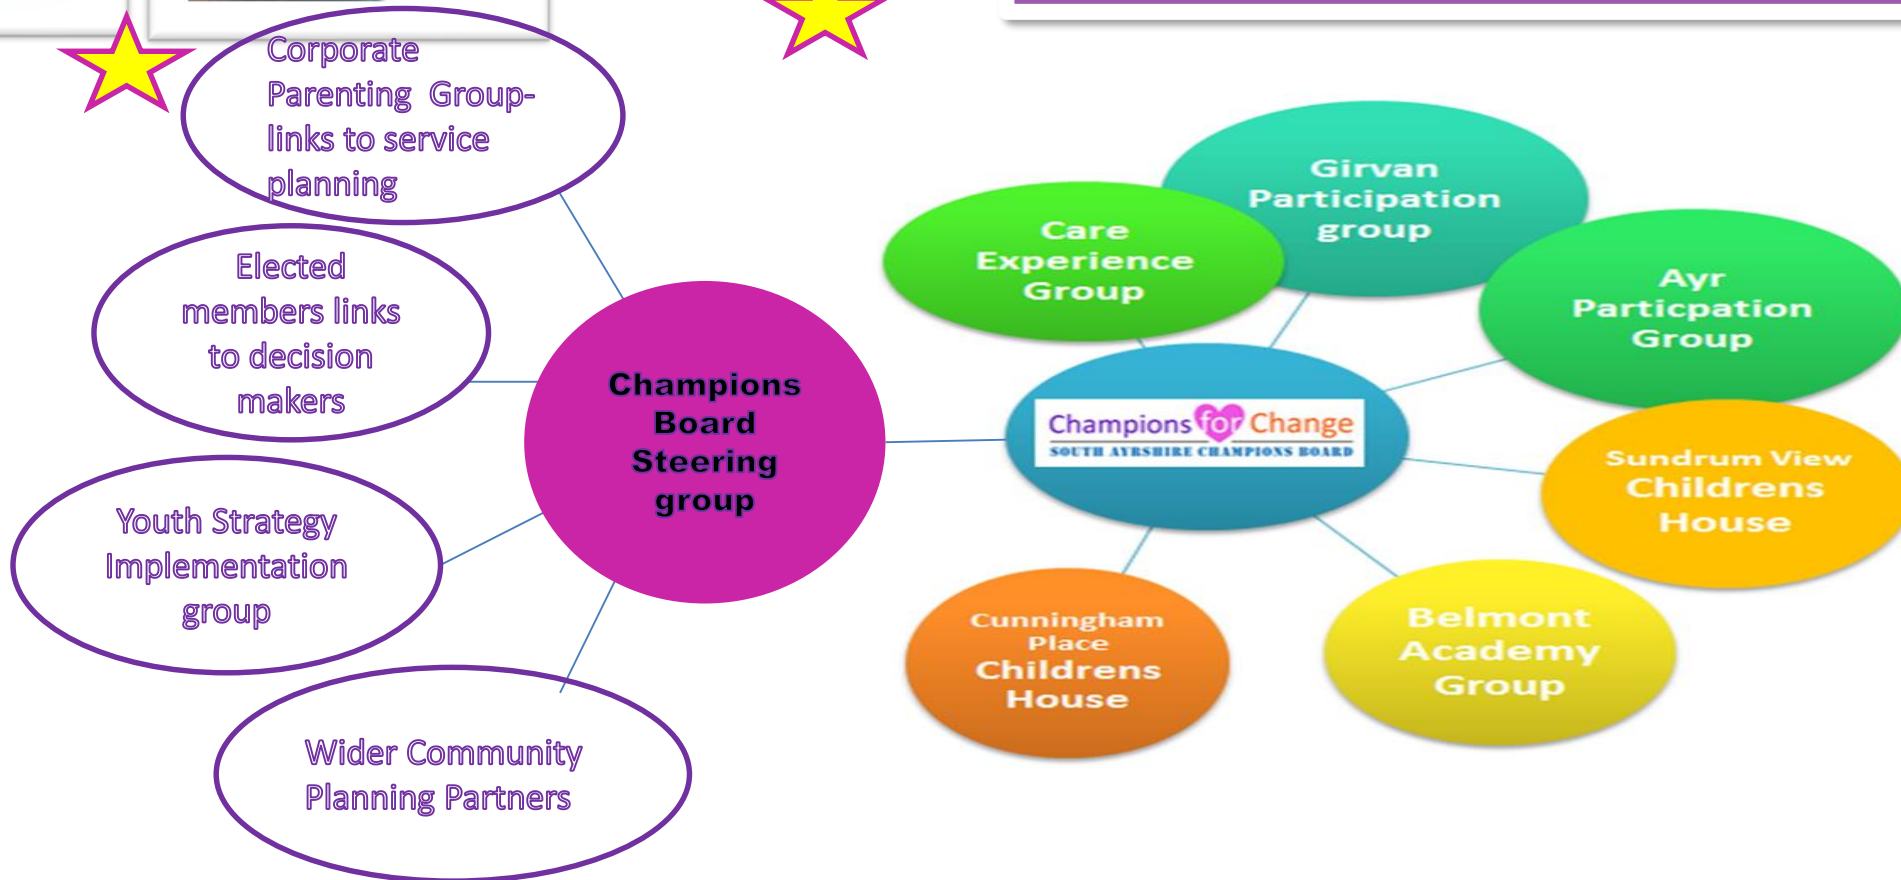 Corporate
Parenting Group-
links to service
planning
Elected
members links
to decision
makers
Youth Strategy
Implementation
group
Wider Community
Planning Partners
Champions
Board
Steering
group
Champions for Change
SOUTH AYRSHIRE CHAMPIONS BOARD
Care
Experience
Group
Girvan
Participation
group
Ayr
Particpation
Group
Sundrum View
Childrens
House
Belmont
Academy
Group
Cunningham
Place
Childrens
House